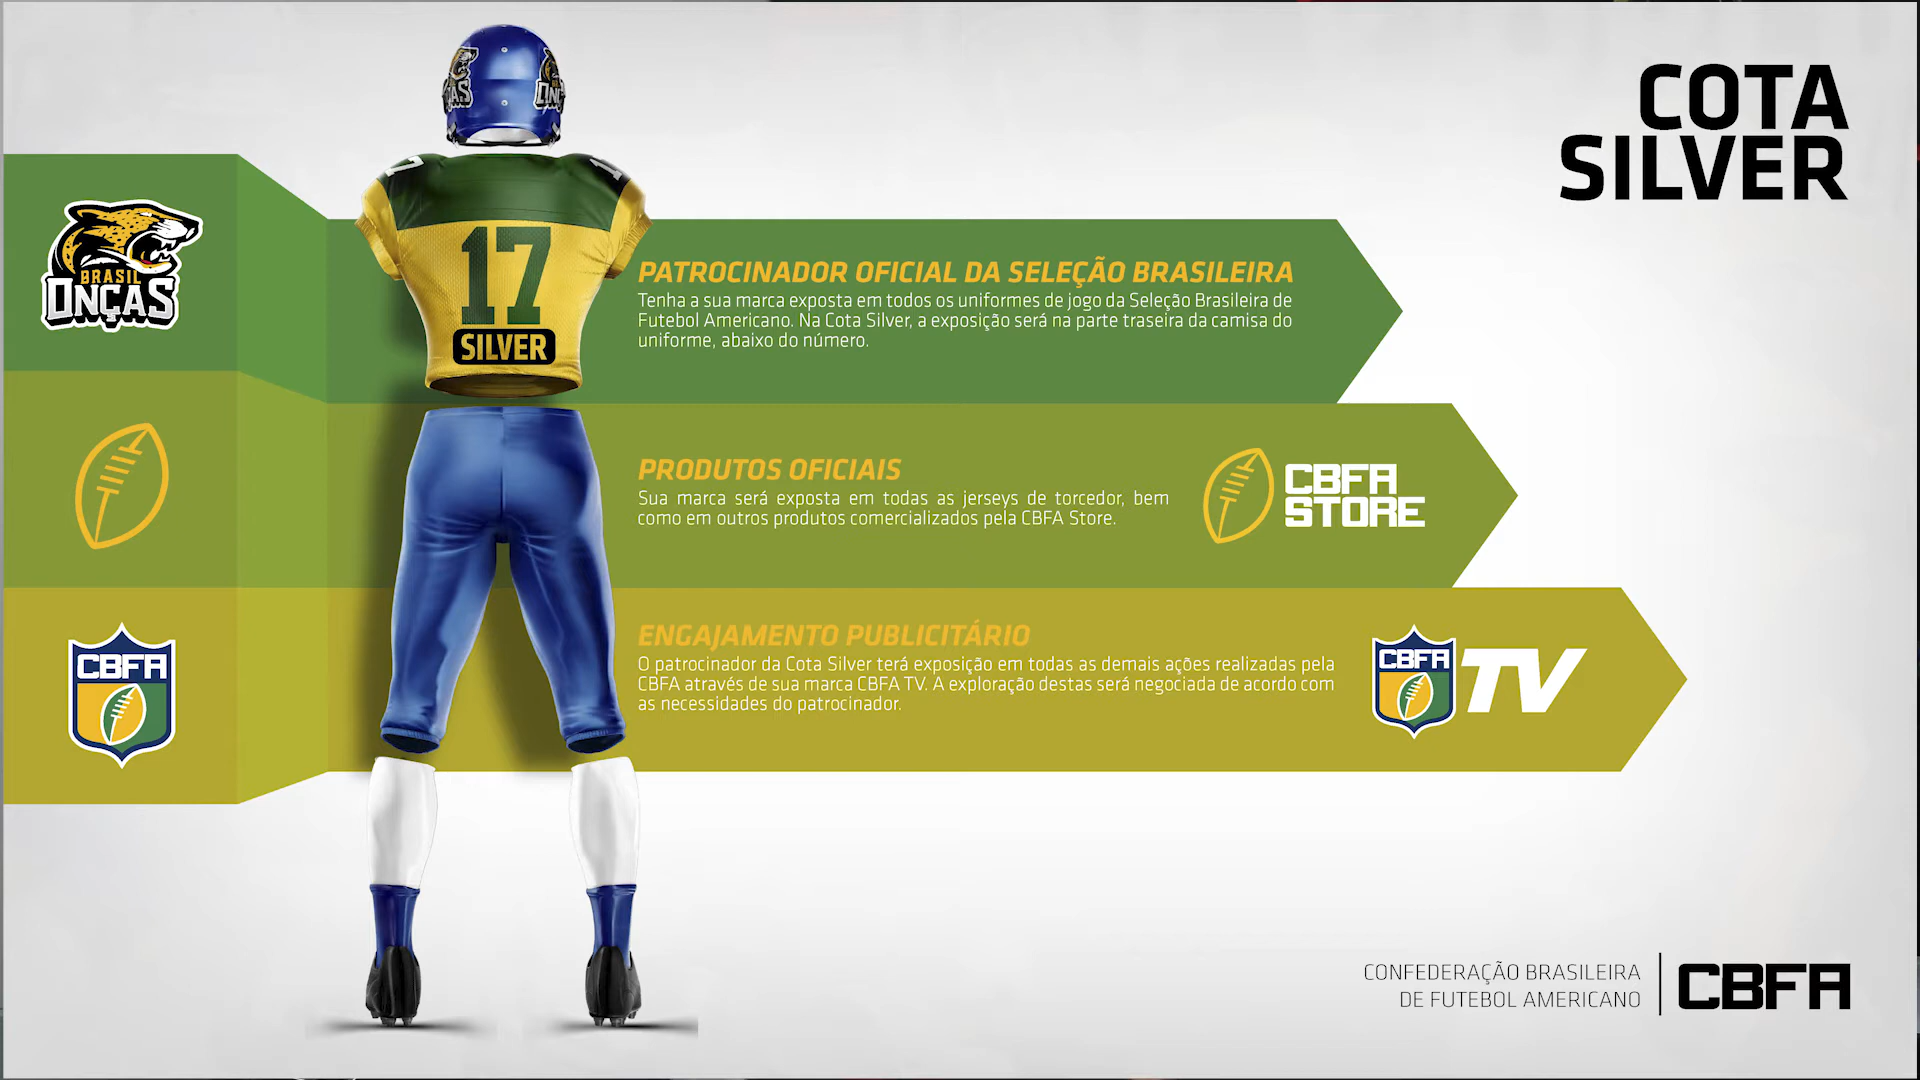 COTA
SILVER
BRASIL
ONÇAS
17
SILVER
PATROCINADOR OFICIAL DA SELEÇÃO BRASILEIRA
Tenha a sua marca exposta em todos os uniformes de jogo da Seleção Brasileira de
Futebol Americano. Na Cota Silver, a exposição será na parte traseira da camisa do
uniforme, abaixo do número.
PRODUTOS OFICIAIS
Sua marca será exposta em todas as jerseys de torcedor, bem
como em outros produtos comercializados pela CBFA Store.
CBFA
STORE
CBFA
ENGAJAMENTO PUBLICITÁRIO
O patrocinador da Cota Silver terá exposição em todas as demais ações realizadas pela
CBFA através de sua marca CBFA TV. A exploração destas será negociada de acordo com
as necessidades do patrocinador.
CBFA TV
CONFEDERAÇÃO BRASILEIRA
DE FUTEBOL AMERICANO
CBFA